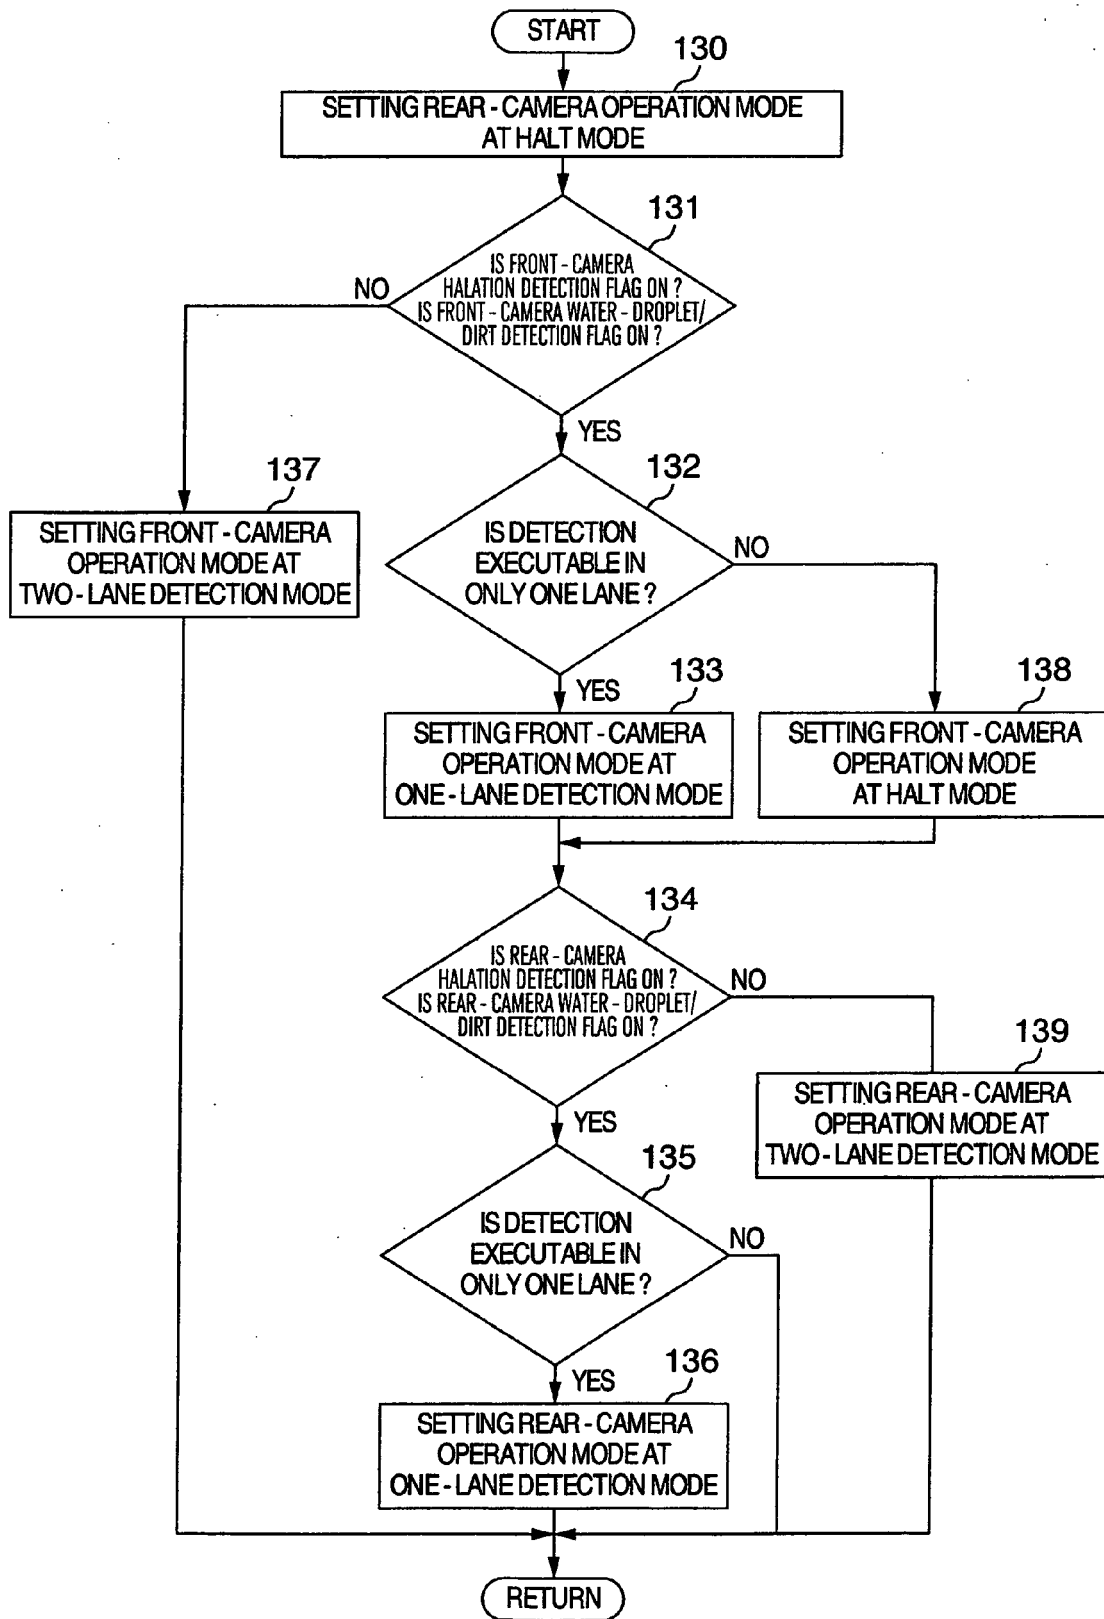 START
130
SETTING REAR - CAMERA OPERATION MODE
AT HALT MODE
131
IS FRONT - CAMERA
HALATION DETECTION FLAG ON ?
IS FRONT - CAMERA WATER - DROPLET/
DIRT DETECTION FLAG ON ?
NO
YES
137
SETTING FRONT - CAMERA
OPERATION MODE AT
TWO - LANE DETECTION MODE
132
IS DETECTION
EXECUTABLE IN
ONLY ONE LANE ?
NO
YES
133
SETTING FRONT - CAMERA
OPERATION MODE AT
ONE - LANE DETECTION MODE
138
SETTING FRONT - CAMERA
OPERATION MODE
AT HALT MODE
134
IS REAR - CAMERA
HALATION DETECTION FLAG ON ?
IS REAR - CAMERA WATER - DROPLET/
DIRT DETECTION FLAG ON ?
NO
YES
139
SETTING REAR - CAMERA
OPERATION MODE AT
TWO - LANE DETECTION MODE
135
IS DETECTION
EXECUTABLE IN
ONLY ONE LANE ?
NO
YES
136
SETTING REAR - CAMERA
OPERATION MODE AT
ONE - LANE DETECTION MODE
RETURN